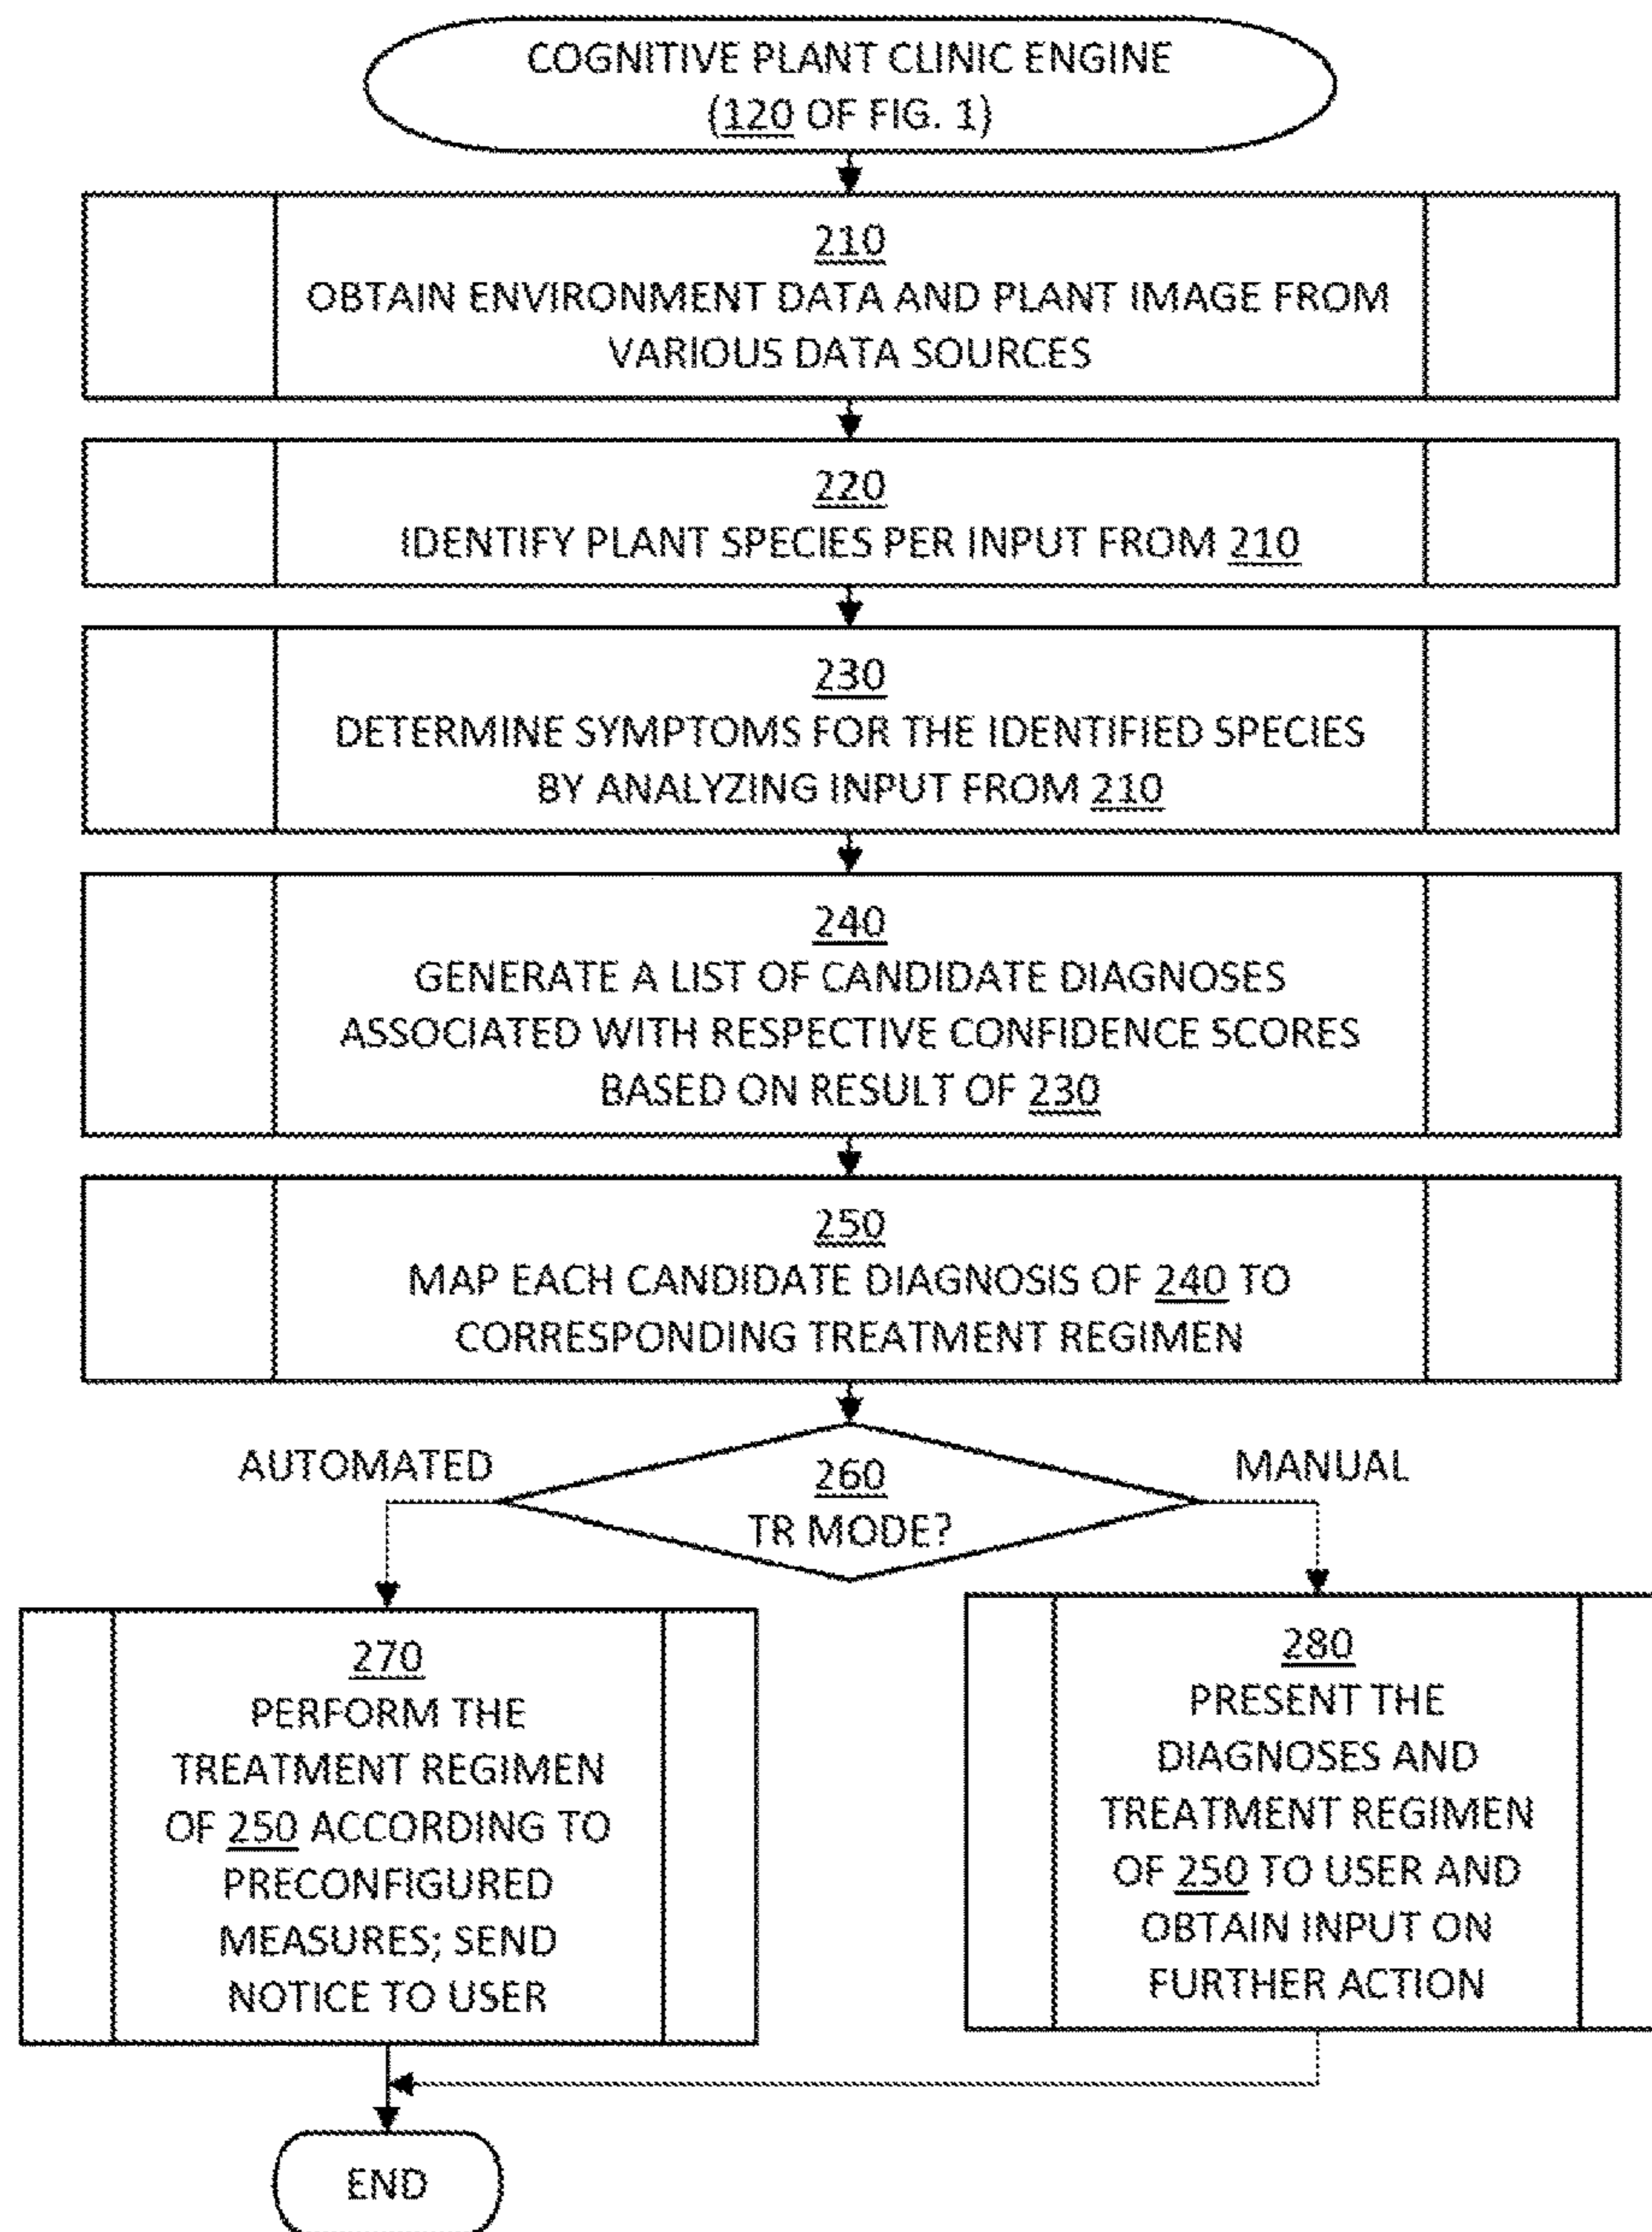 COGNITIVE PLANT CLINIC ENGINE
(120 OF FIG. 1)
210
OBTAIN ENVIRONMENT DATA AND PLANT IMAGE FROM
VARIOUS DATA SOURCES
220
IDENTIFY PLANT SPECIES PER INPUT FROM 210
230
DETERMINE SYMPTOMS FOR THE IDENTIFIED SPECIES
BY ANALYZING INPUT FROM 210
240
GENERATE A LIST OF CANDIDATE DIAGNOSES
ASSOCIATED WITH RESPECTIVE CONFIDENCE SCORES
BASED ON RESULT OF 230
250
MAP EACH CANDIDATE DIAGNOSIS OF 240 TO
CORRESPONDING TREATMENT REGIMEN
AUTOMATED
260
TR MODE?
MANUAL
270
PERFORM THE
TREATMENT REGIMEN
OF 250 ACCORDING TO
PRECONFIGURED
MEASURES; SEND
NOTICE TO USER
280
PRESENT THE
DIAGNOSES AND
TREATMENT REGIMEN
OF 250 TO USER AND
OBTAIN INPUT ON
FURTHER ACTION
END